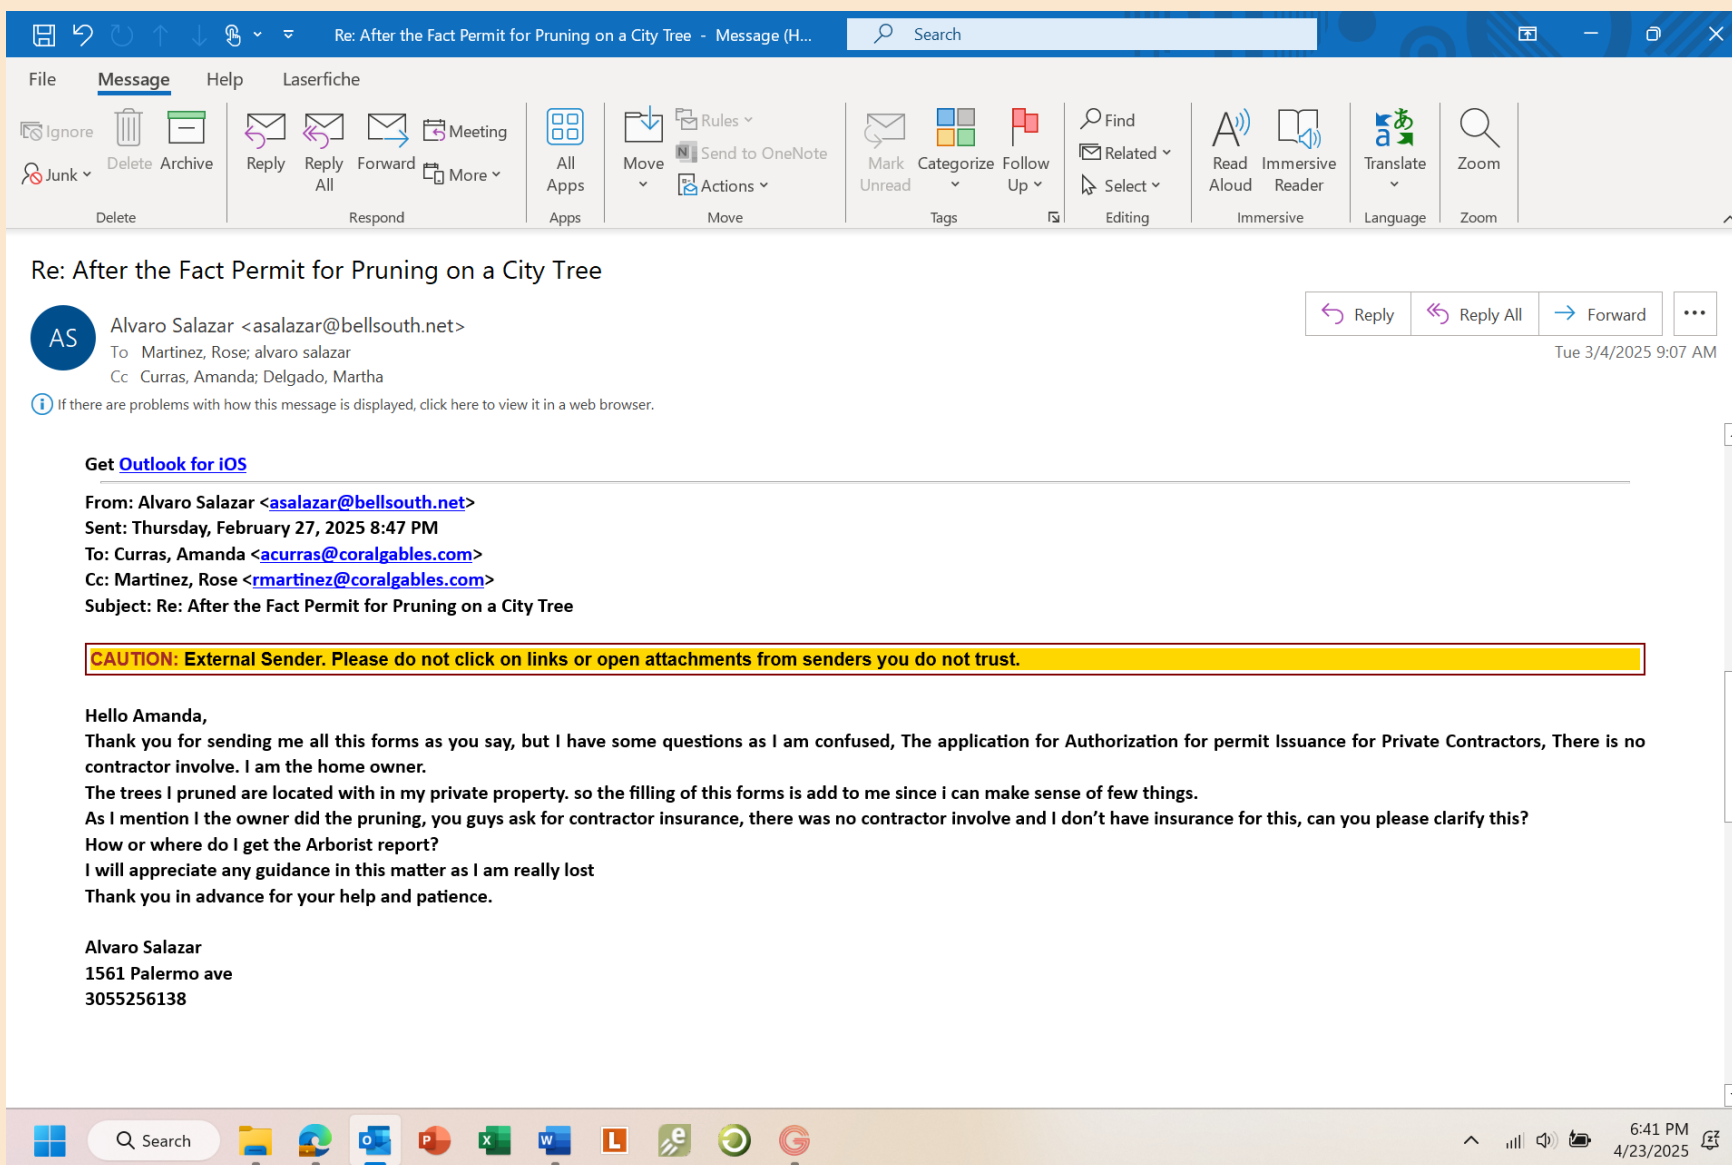 Re: After the Fact Permit for Pruning on a City Tree - Message (H...
Search
File Message Help Laserfiche
Ignore
Junk
Delete
Archive
Delete
Reply
Reply All
Forward
Meeting
More
Respond
All Apps
Apps
Move
Rules
Send to OneNote
Actions
Move
Mark Unread
Categorize
Follow Up
Tags
Find
Related
Select
Editing
Read Aloud
Immersive Reader
Immersive
Translate
Language
Zoom
Zoom
Re: After the Fact Permit for Pruning on a City Tree
AS
Alvaro Salazar <asalazar@bellsouth.net>
To Martinez, Rose; alvaro salazar
Cc Curras, Amanda; Delgado, Martha
Reply
Reply All
Forward
Tue 3/4/2025 9:07 AM
If there are problems with how this message is displayed, click here to view it in a web browser.
Get Outlook for iOS
From: Alvaro Salazar <asalazar@bellsouth.net>
Sent: Thursday, February 27, 2025 8:47 PM
To: Curras, Amanda <acurras@coralgables.com>
Cc: Martinez, Rose <rmartinez@coralgables.com>
Subject: Re: After the Fact Permit for Pruning on a City Tree
CAUTION: External Sender. Please do not click on links or open attachments from senders you do not trust.
Hello Amanda,
Thank you for sending me all this forms as you say, but I have some questions as I am confused, The application for Authorization for permit Issuance for Private Contractors, There is no
contractor involve. I am the home owner.
The trees I pruned are located with in my private property. so the filling of this forms is add to me since i can make sense of few things.
As I mention I the owner did the pruning, you guys ask for contractor insurance, there was no contractor involve and I don't have insurance for this, can you please clarify this?
How or where do I get the Arborist report?
I will appreciate any guidance in this matter as I am really lost
Thank you in advance for your help and patience.
Alvaro Salazar
1561 Palermo ave
3055256138
Search
6:41 PM
4/23/2025